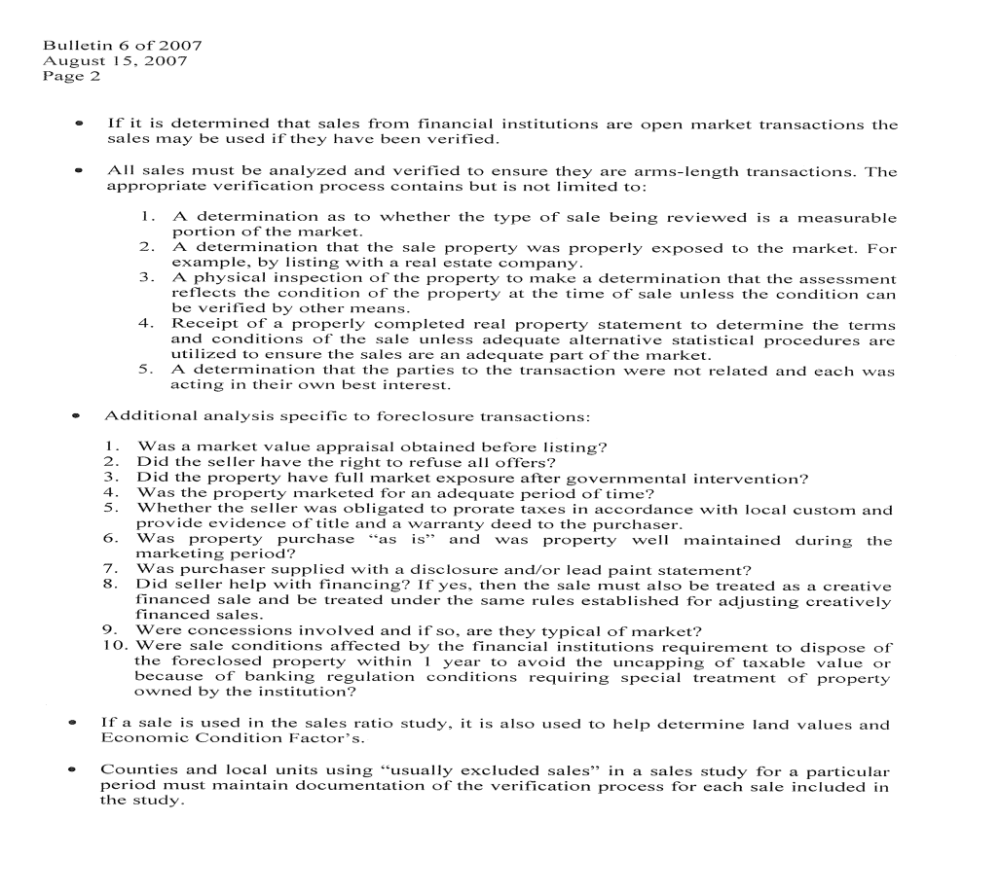 Bulletin 6 of 2007
August 15, 2007
Page 2
• If it is determined that sales from financial institutions are open market transactions the
sales may be used if they have been verified.
• All sales must be analyzed and verified to ensure they are arms-length transactions. The
appropriate verification process contains but is not limited to:
1. A determination as to whether the type of sale being reviewed is a measurable
portion of the market.
2. A determination that the sale property was properly exposed to the market. For
example, by listing with a real estate company.
3. A physical inspection of the property to make a determination that the assessment
reflects the condition of the property at the time of sale unless the condition can
be verified by other means.
4. Receipt of a properly completed real property statement to determine the terms
and conditions of the sale unless adequate alternative statistical procedures are
utilized to ensure the sales are an adequate part of the market.
5. A determination that the parties to the transaction were not related and each was
acting in their own best interest.
• Additional analysis specific to foreclosure transactions:
1. Was a market value appraisal obtained before listing?
2. Did the seller have the right to refuse all offers?
3. Did the property have full market exposure after governmental intervention?
4. Was the property marketed for an adequate period of time?
5. Whether the seller was obligated to prorate taxes in accordance with local custom and
provide evidence of title and a warranty deed to the purchaser.
6. Was property purchase “as is” and was property well maintained during the
marketing period?
7. Was purchaser supplied with a disclosure and/or lead paint statement?
8. Did seller help with financing? If yes, then the sale must also be treated as a creative
financed sale and be treated under the same rules established for adjusting creatively
financed sales.
9. Were concessions involved and if so, are they typical of market?
10. Were sale conditions affected by the financial institutions requirement to dispose of
the foreclosed property within 1 year to avoid the uncapping of taxable value or
because of banking regulation conditions requiring special treatment of property
owned by the institution?
• If a sale is used in the sales ratio study, it is also used to help determine land values and
Economic Condition Factor’s.
• Counties and local units using “usually excluded sales” in a sales study for a particular
period must maintain documentation of the verification process for each sale included in
the study.